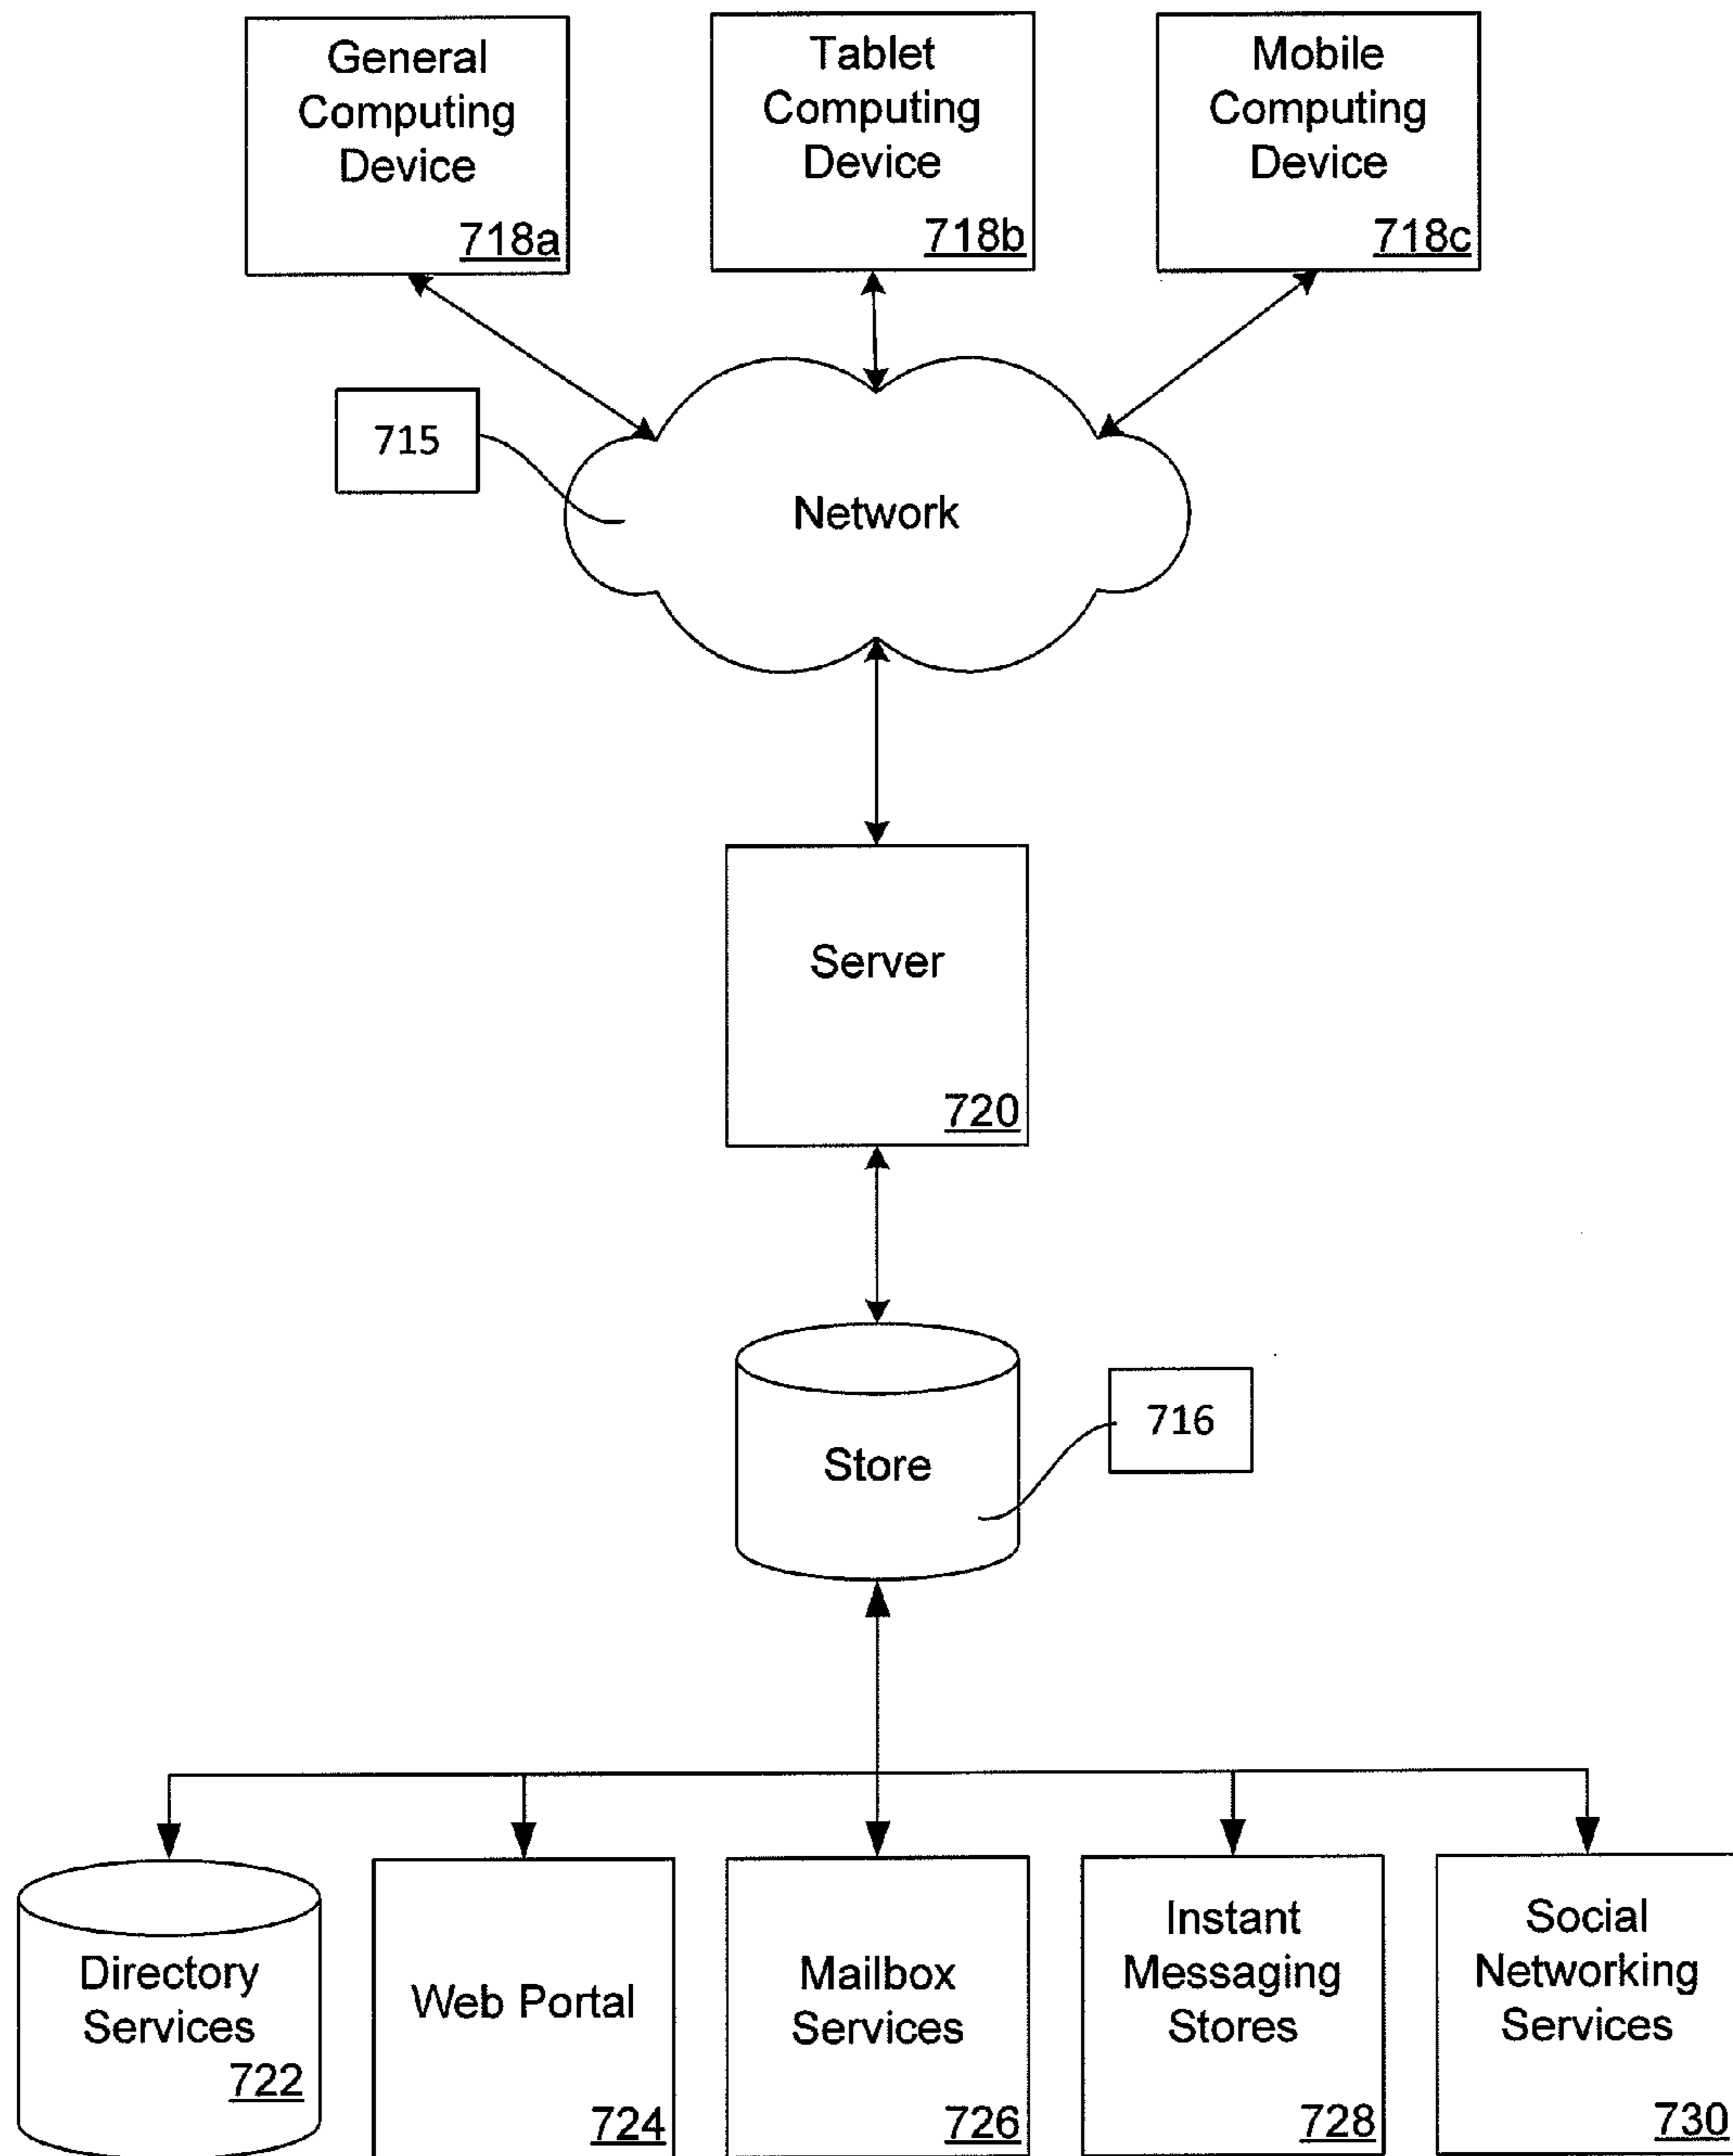 General
Computing
Device
718a
Tablet
Computing
Device
718b
Mobile
Computing
Device
718c
715
Network
Server
720
Store
716
Directory
Services
722
Web Portal
724
Mailbox
Services
726
Instant
Messaging
Stores
728
Social
Networking
Services
730